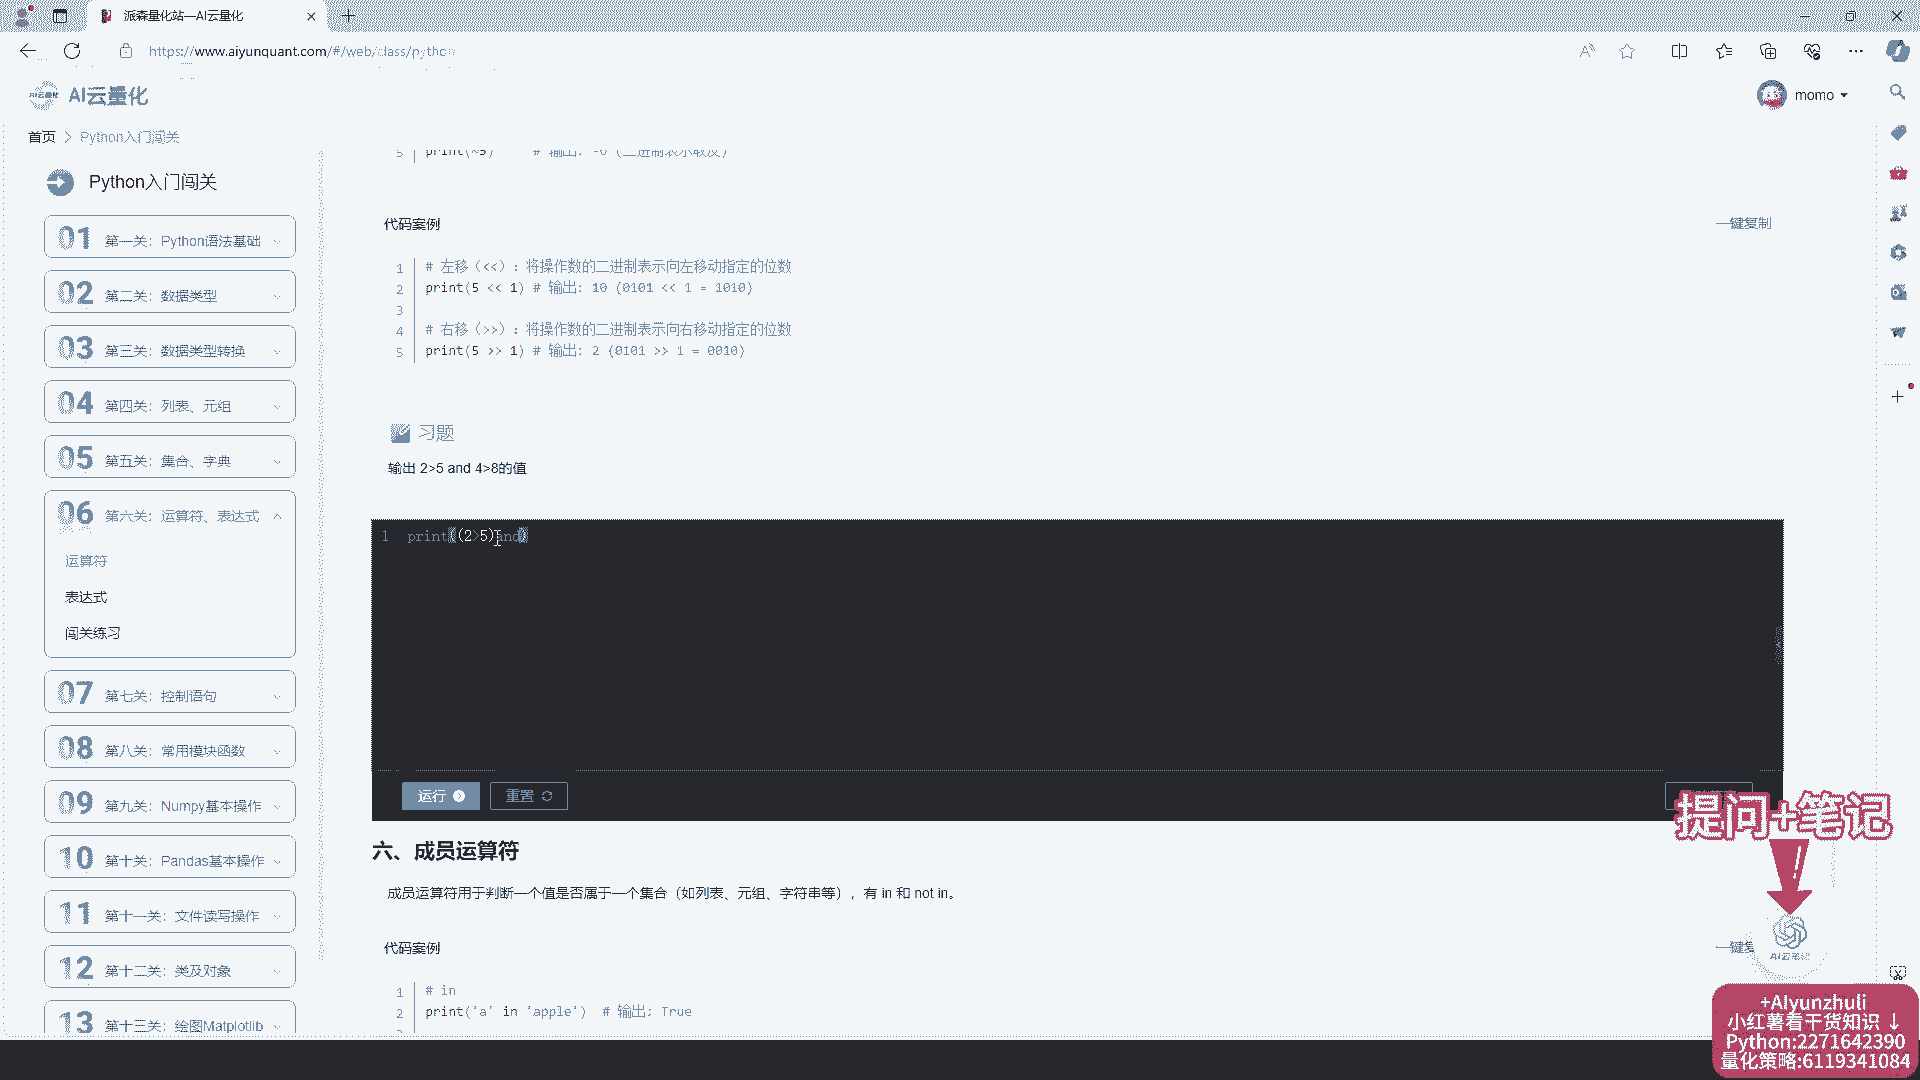 派森量化站—AI云量化
https://www.aiyunquant.com/#/web/class/python
AI云量化
momo
首页 > Python入门闯关
Python入门闯关
01 第一关：Python语法基础
02 第二关：数据类型
03 第三关：数据类型转换
04 第四关：列表、元组
05 第五关：集合、字典
06 第六关：运算符、表达式
运算符
表达式
闯关练习
07 第七关：控制语句
08 第八关：常用模块函数
09 第九关：Numpy基本操作
10 第十关：Pandas基本操作
11 第十一关：文件读写操作
12 第十二关：类及对象
13 第十三关：绘图Matplotlib
5 print(~5) # 输出：-6 (二进制表示取反)
代码案例
一键复制
1 # 左移（<<）：将操作数的二进制表示向左移动指定的位数
2 print(5 << 1) # 输出：10 (0101 << 1 = 1010)
3
4 # 右移（>>）：将操作数的二进制表示向右移动指定的位数
5 print(5 >> 1) # 输出：2 (0101 >> 1 = 0010)
习题
输出 2>5 and 4>8的值
1 print((2>5)and)
运行
重置
六、成员运算符
成员运算符用于判断一个值是否属于一个集合（如列表、元组、字符串等），有 in 和 not in。
代码案例
一键复
1 # in
2 print('a' in 'apple') # 输出：True
提问+笔记
AI云量化
+AIyunzhuli
小红薯看干货知识 ↓
Python:2271642390
量化策略:6119341084